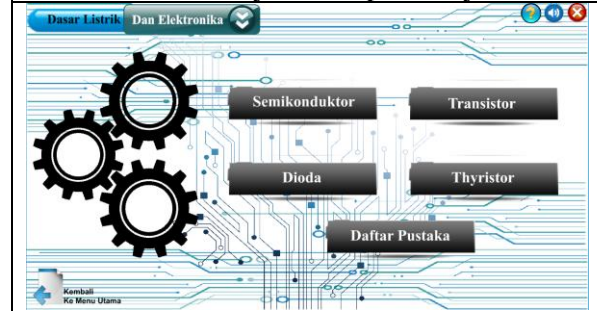 Dasar Listrik Dan Elektronika
?
Semikonduktor
Transistor
Dioda
Thyristor
Daftar Pustaka
Kembali
Ke Menu Utama